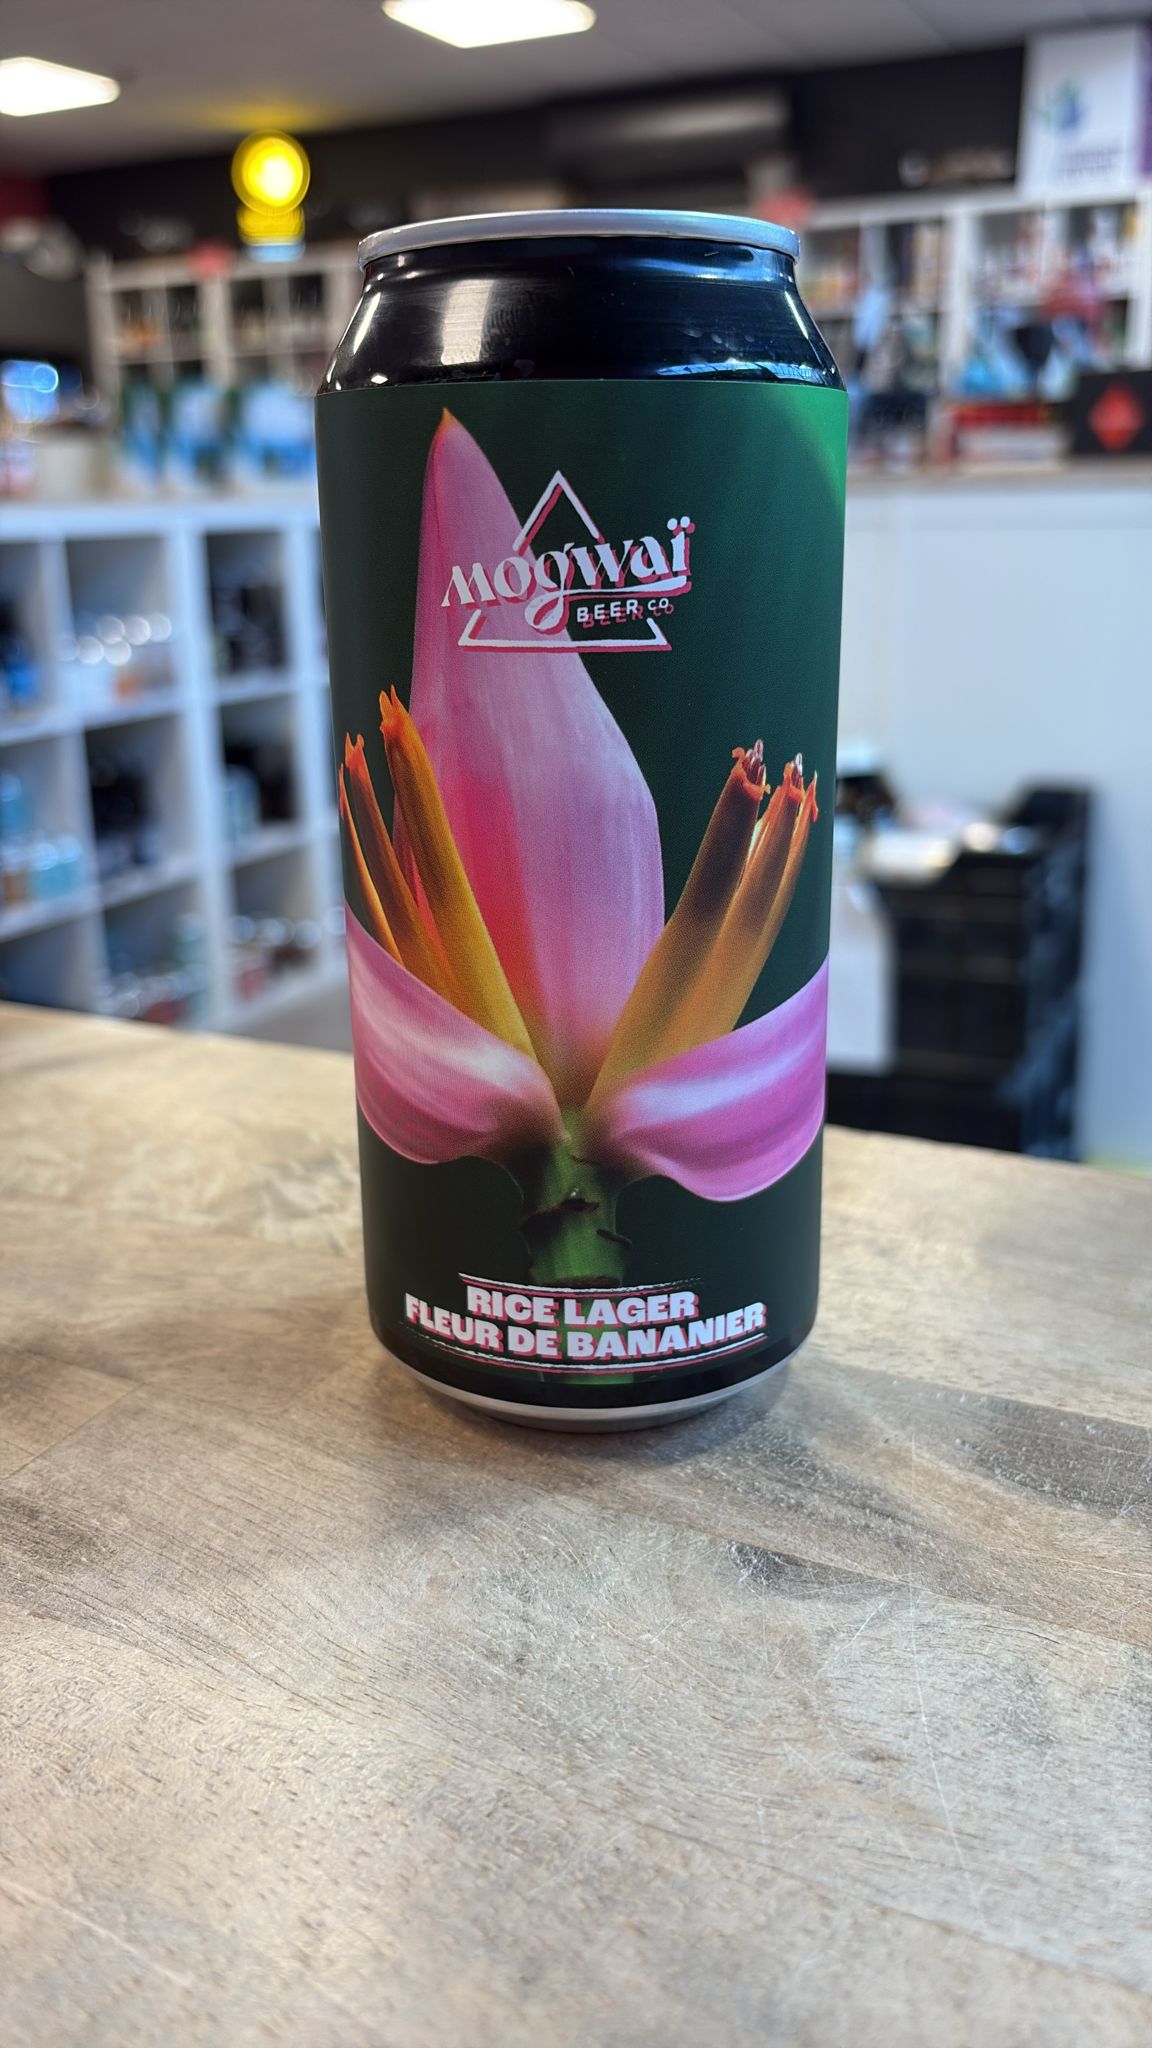 mogwaï
BEER CO
RICE LAGER
FLEUR DE BANANIER